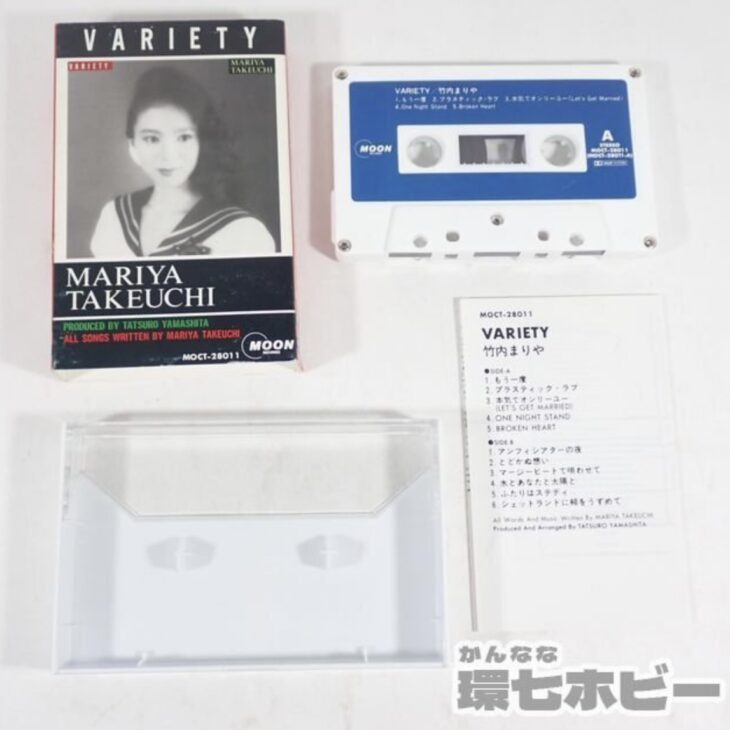 VARIETY
VARIETY
MARIYA
TAKEUCHI
MARIYA
TAKEUCHI
PRODUCED BY TATSURO YAMASHITA
ALL SONGS WRITTEN BY MARIYA TAKEUCHI
MOCT-28011
MOON
RECORDS
VARIETY/竹内まりや
1.もう一度 2.プラスティック・ラブ 3.本気でオンリーユー(Let's Get Married)
4.One Night Stand 5.Broken Heart
MOON
A
STEREO
MOCT-28011
(MOCT-28011-A)
MOCT-28011
VARIETY
竹内まりや
●SIDE-A
1.もう一度
2.プラスティック・ラブ
3.本気でオンリーユー
(LET'S GET MARRIED)
4.ONE NIGHT STAND
5.BROKEN HEART
●SIDE-B
1.アンフィシアターの夜
2.とどかぬ想い
3.マージービートで唄わせて
4.水とあなたと太陽と
5.ふたりはステディ
6.シェットランドに頬をうずめて
All Words And Music Written By MARIYA TAKEUCHI
Produced And Arranged By TATSURO YAMASHITA
かんなな
環七ホビー